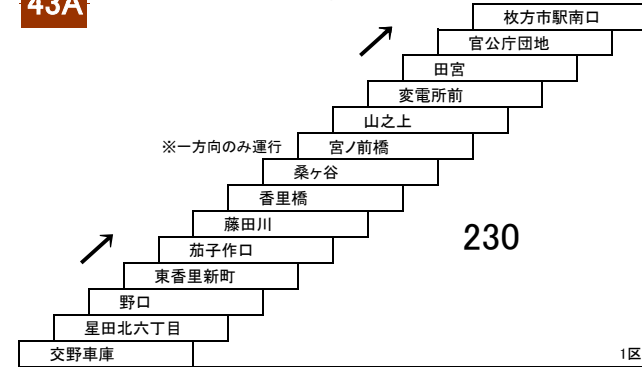 43A
枚方市駅南口
官公庁団地
田宮
変電所前
山之上
※一方向のみ運行
宮ノ前橋
桑ヶ谷
香里橋
藤田川
230
茄子作口
東香里新町
野口
星田北六丁目
交野車庫
1区